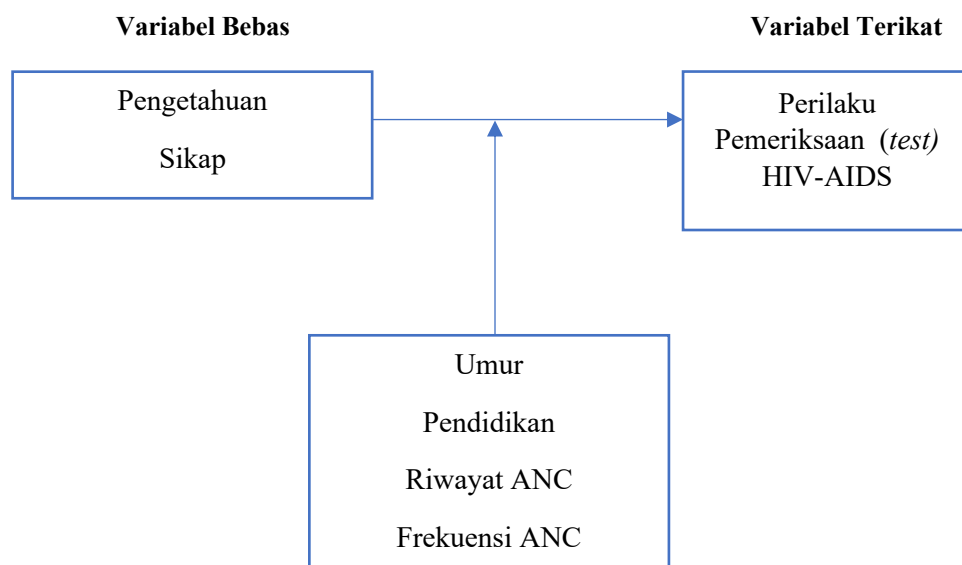 Variabel Bebas
Variabel Terikat
Pengetahuan
Sikap
Perilaku
Pemeriksaan (test)
HIV-AIDS
Umur
Pendidikan
Riwayat ANC
Frekuensi ANC